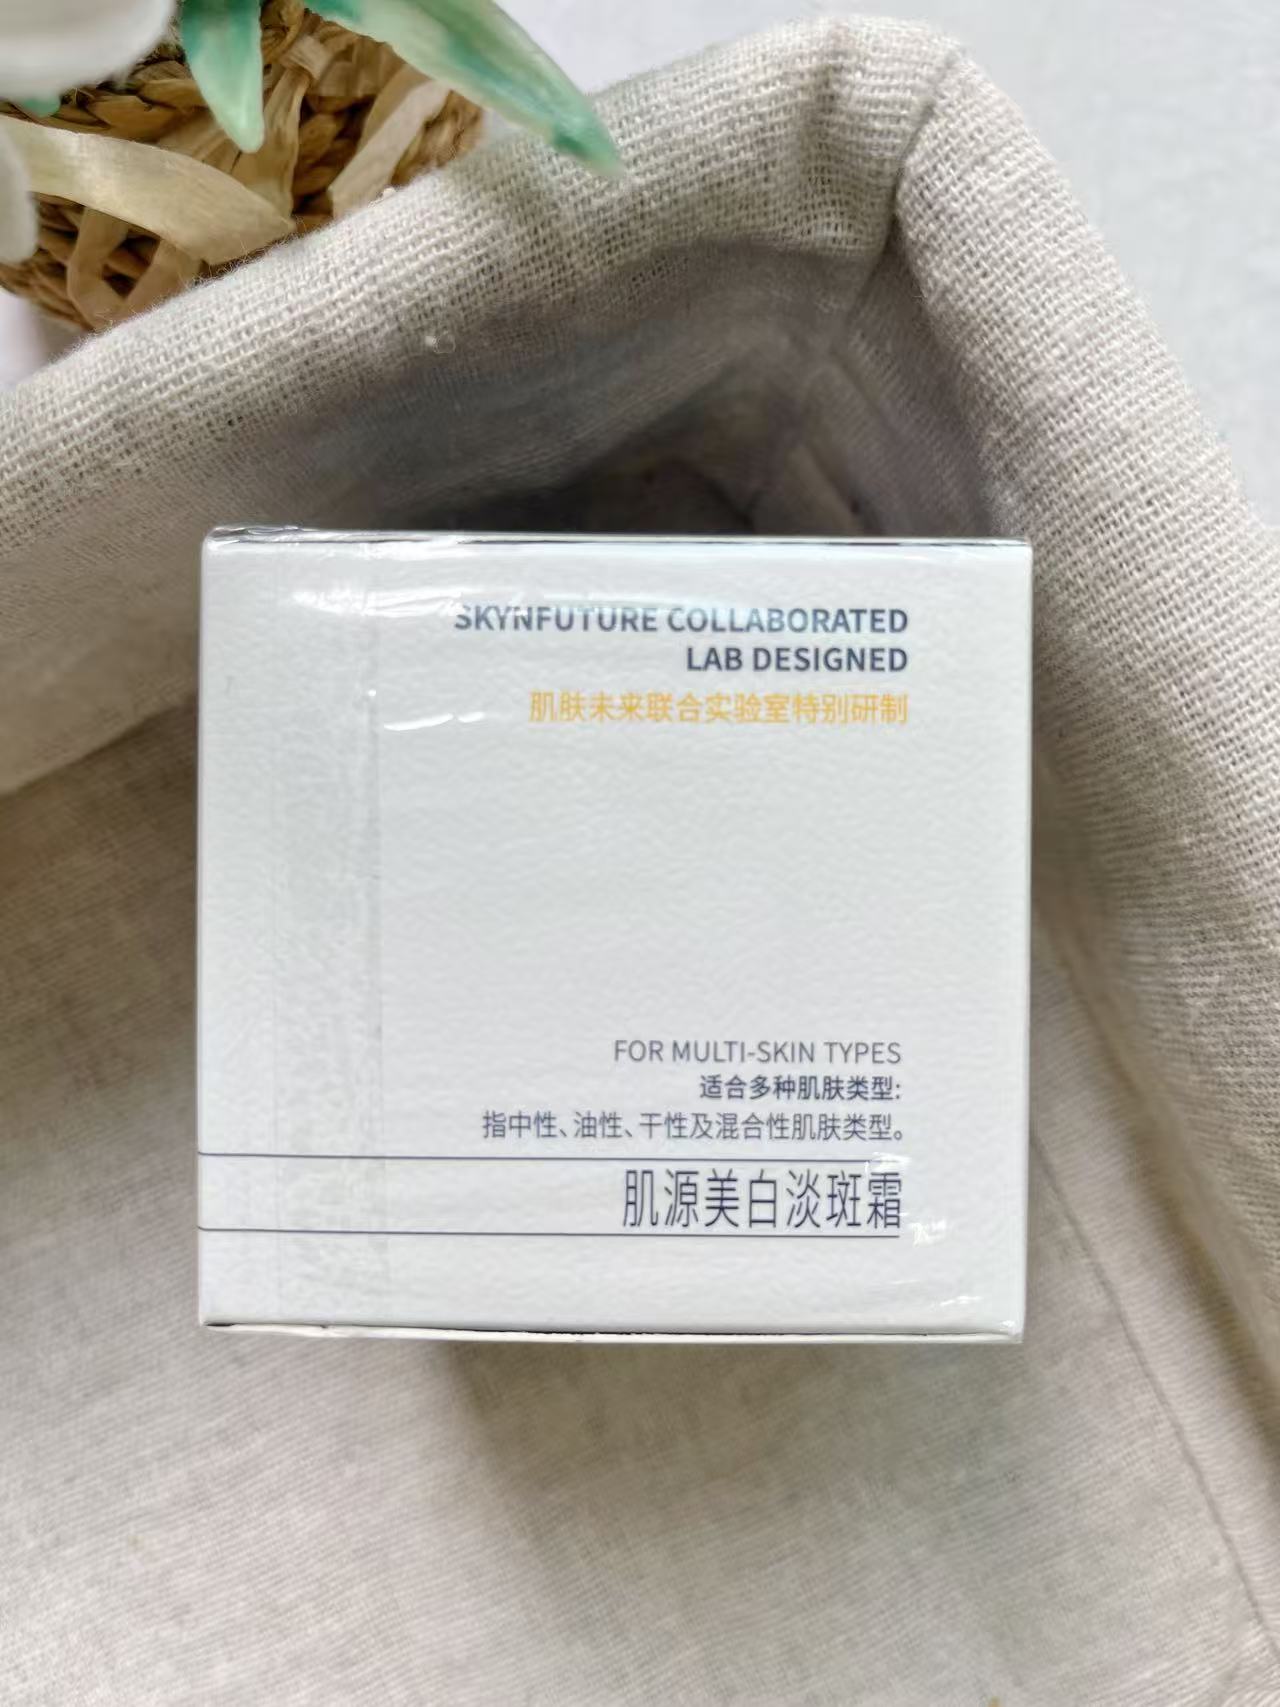 SKYNFUTURE COLLABORATED
LAB DESIGNED
肌肤未来联合实验室特别研制
FOR MULTI-SKIN TYPES
适合多种肌肤类型:
指中性、油性、干性及混合性肌肤类型。
肌源美白淡斑霜